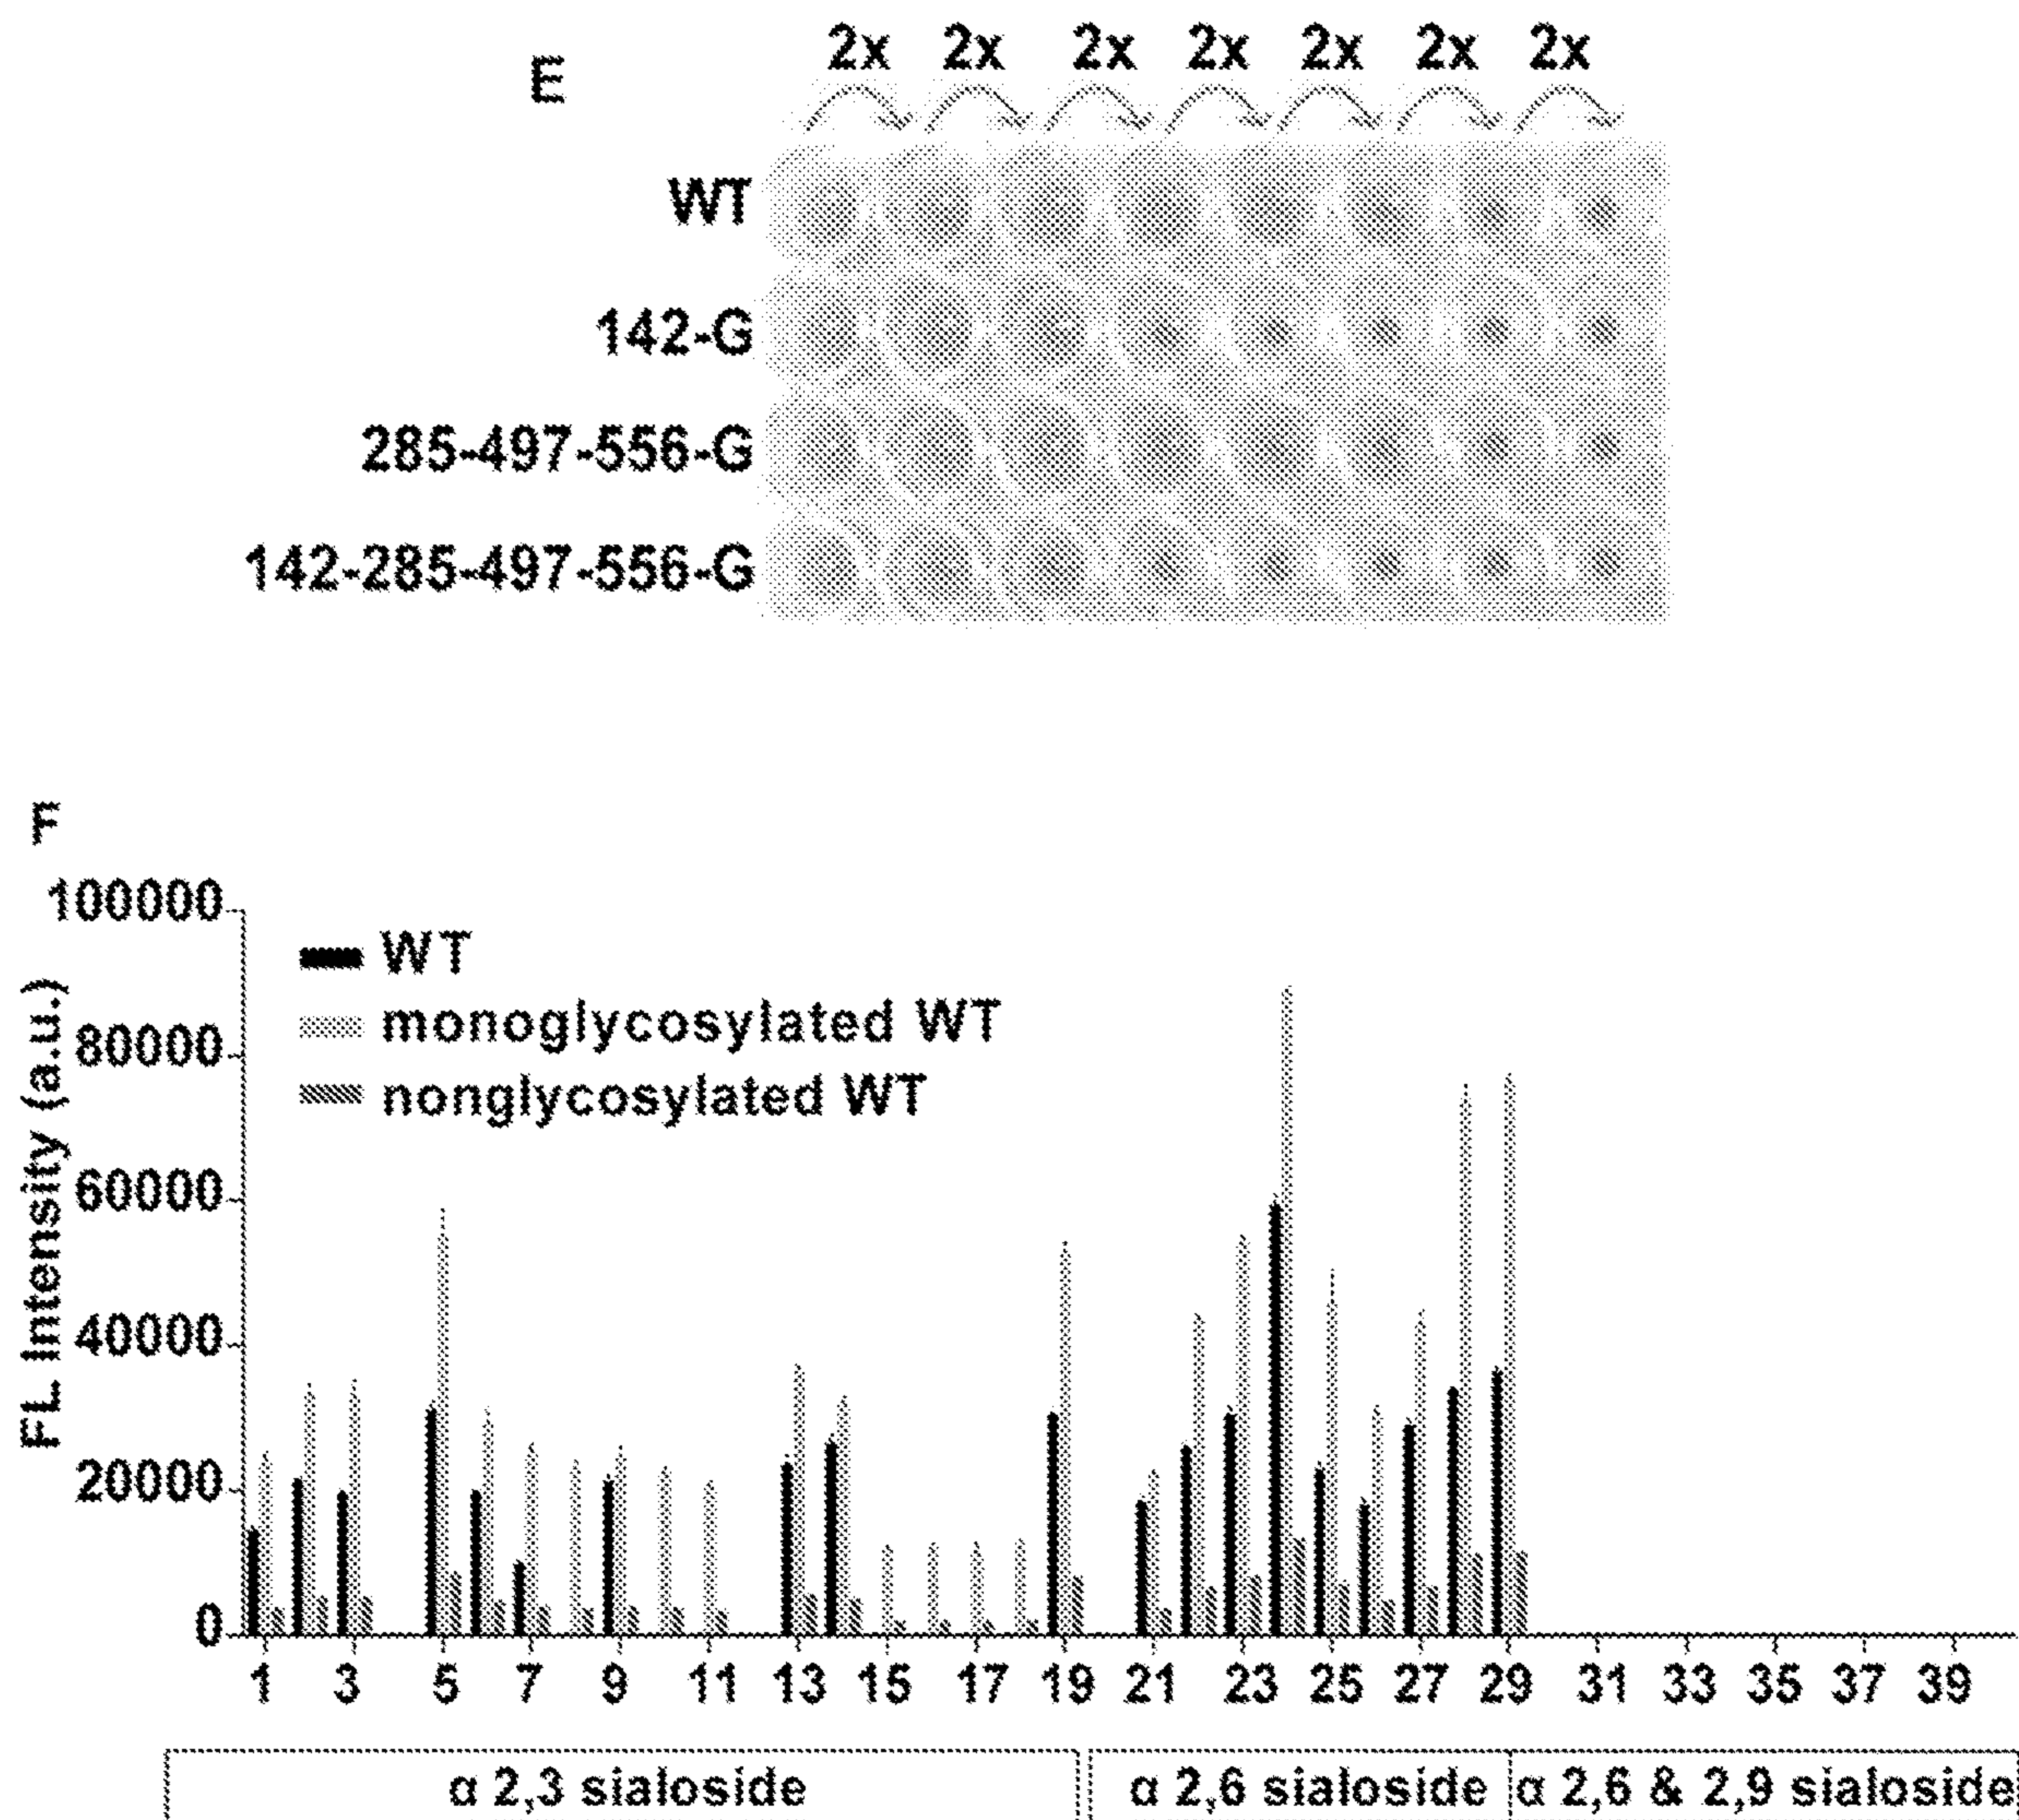 E
2x 2x 2x 2x 2x 2x 2x
WT
142-G
285-497-556-G
142-285-497-556-G
F
FL Intensity (a.u.)
100000
80000
60000
40000
20000
0
WT
monoglycosylated WT
nonglycosylated WT
1 3 5 7 9 11 13 15 17 19 21 23 25 27 29 31 33 35 37 39
α 2,3 sialoside α 2,6 sialoside α 2,6 & 2,9 sialoside